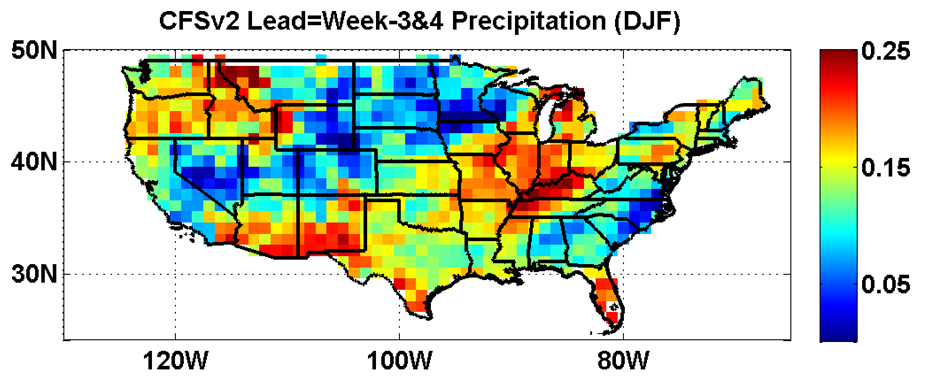 CFSv2 Lead=Week-3&4 Precipitation (DJF)
50N
40N
30N
120W 100W 80W
0.25
0.15
0.05